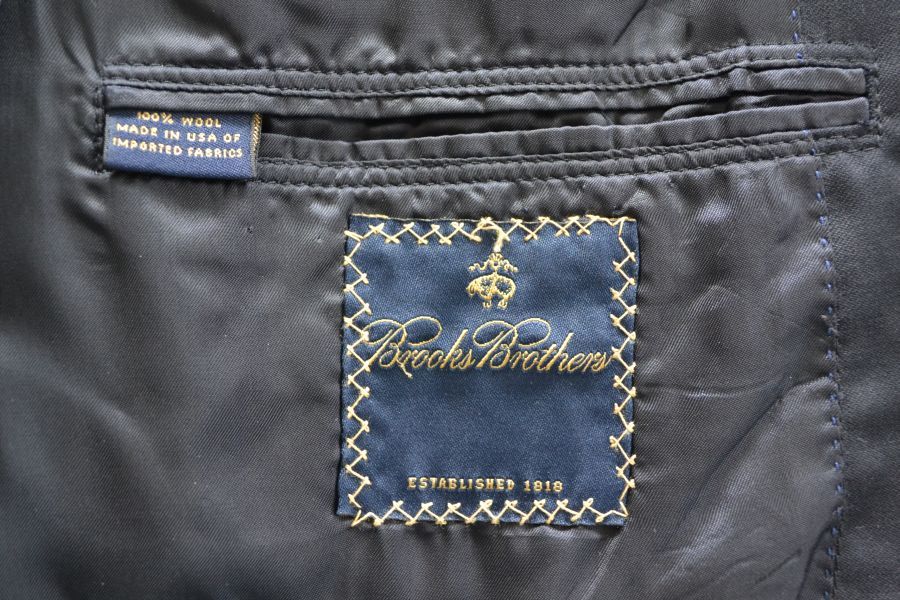 100% WOOL
MADE IN USA OF
IMPORTED FABRICS
Brooks Brothers
ESTABLISHED 1818